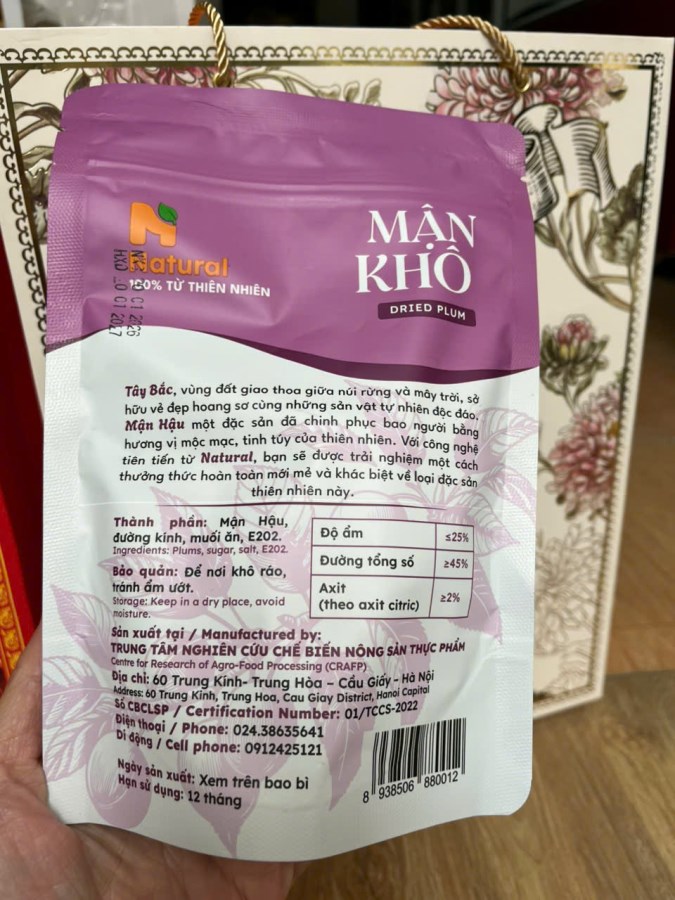 Natural
100% TỪ THIÊN NHIÊN
MẬN
KHÔ
DRIED PLUM
01 2026
HXD 01 2027
Tây Bắc, vùng đất giao thoa giữa núi rừng và mây trời, sở
hữu vẻ đẹp hoang sơ cùng những sản vật tự nhiên độc đáo.
Mận Hậu một đặc sản đã chinh phục bao người bằng
hương vị mộc mạc, tinh túy của thiên nhiên. Với công nghệ
tiên tiến từ Natural, bạn sẽ được trải nghiệm một cách
thưởng thức hoàn toàn mới mẻ và khác biệt về loại đặc sản
thiên nhiên này.
Thành phần: Mận Hậu,
đường kính, muối ăn, E202.
Ingredients: Plums, sugar, salt, E202.
Bảo quản: Để nơi khô ráo,
tránh ẩm ướt.
Storage: Keep in a dry place, avoid
moisture.
Độ ẩm ≤25%
Đường tổng số ≥45%
Axit
(theo axit citric) ≥2%
Sản xuất tại / Manufactured by:
TRUNG TÂM NGHIÊN CỨU CHẾ BIẾN NÔNG SẢN THỰC PHẨM
Centre for Research of Agro-Food Processing (CRAFP)
Địa chỉ: 60 Trung Kính- Trung Hòa – Cầu Giấy - Hà Nội
Address: 60 Trung Kinh, Trung Hoa, Cau Giay District, Hanoi Capital
Số CBCLSP / Certification Number: 01/TCCS-2022
Điện thoại / Phone: 024.38635641
Di động / Cell phone: 0912425121
Ngày sản xuất: Xem trên bao bì
Hạn sử dụng: 12 tháng
8 938506 880012